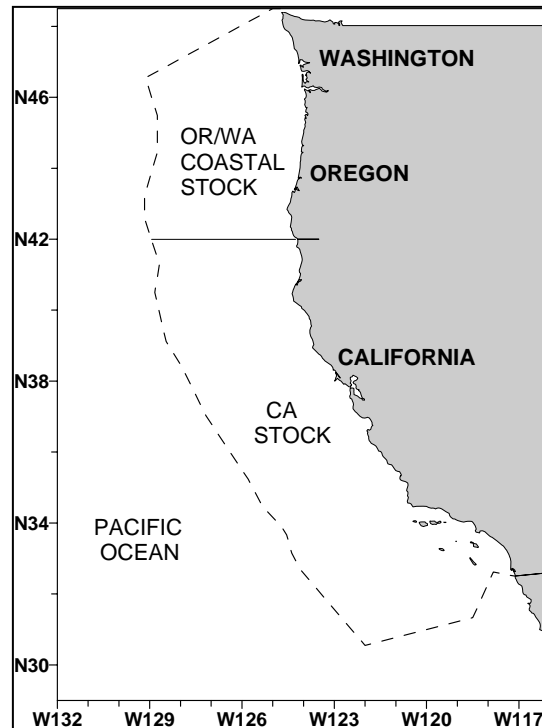 WASHINGTON
N46
OR/WA
COASTAL
STOCK
OREGON
N42
CALIFORNIA
N38
CA
STOCK
N34
PACIFIC
OCEAN
N30
W132 W129 W126 W123 W120 W117